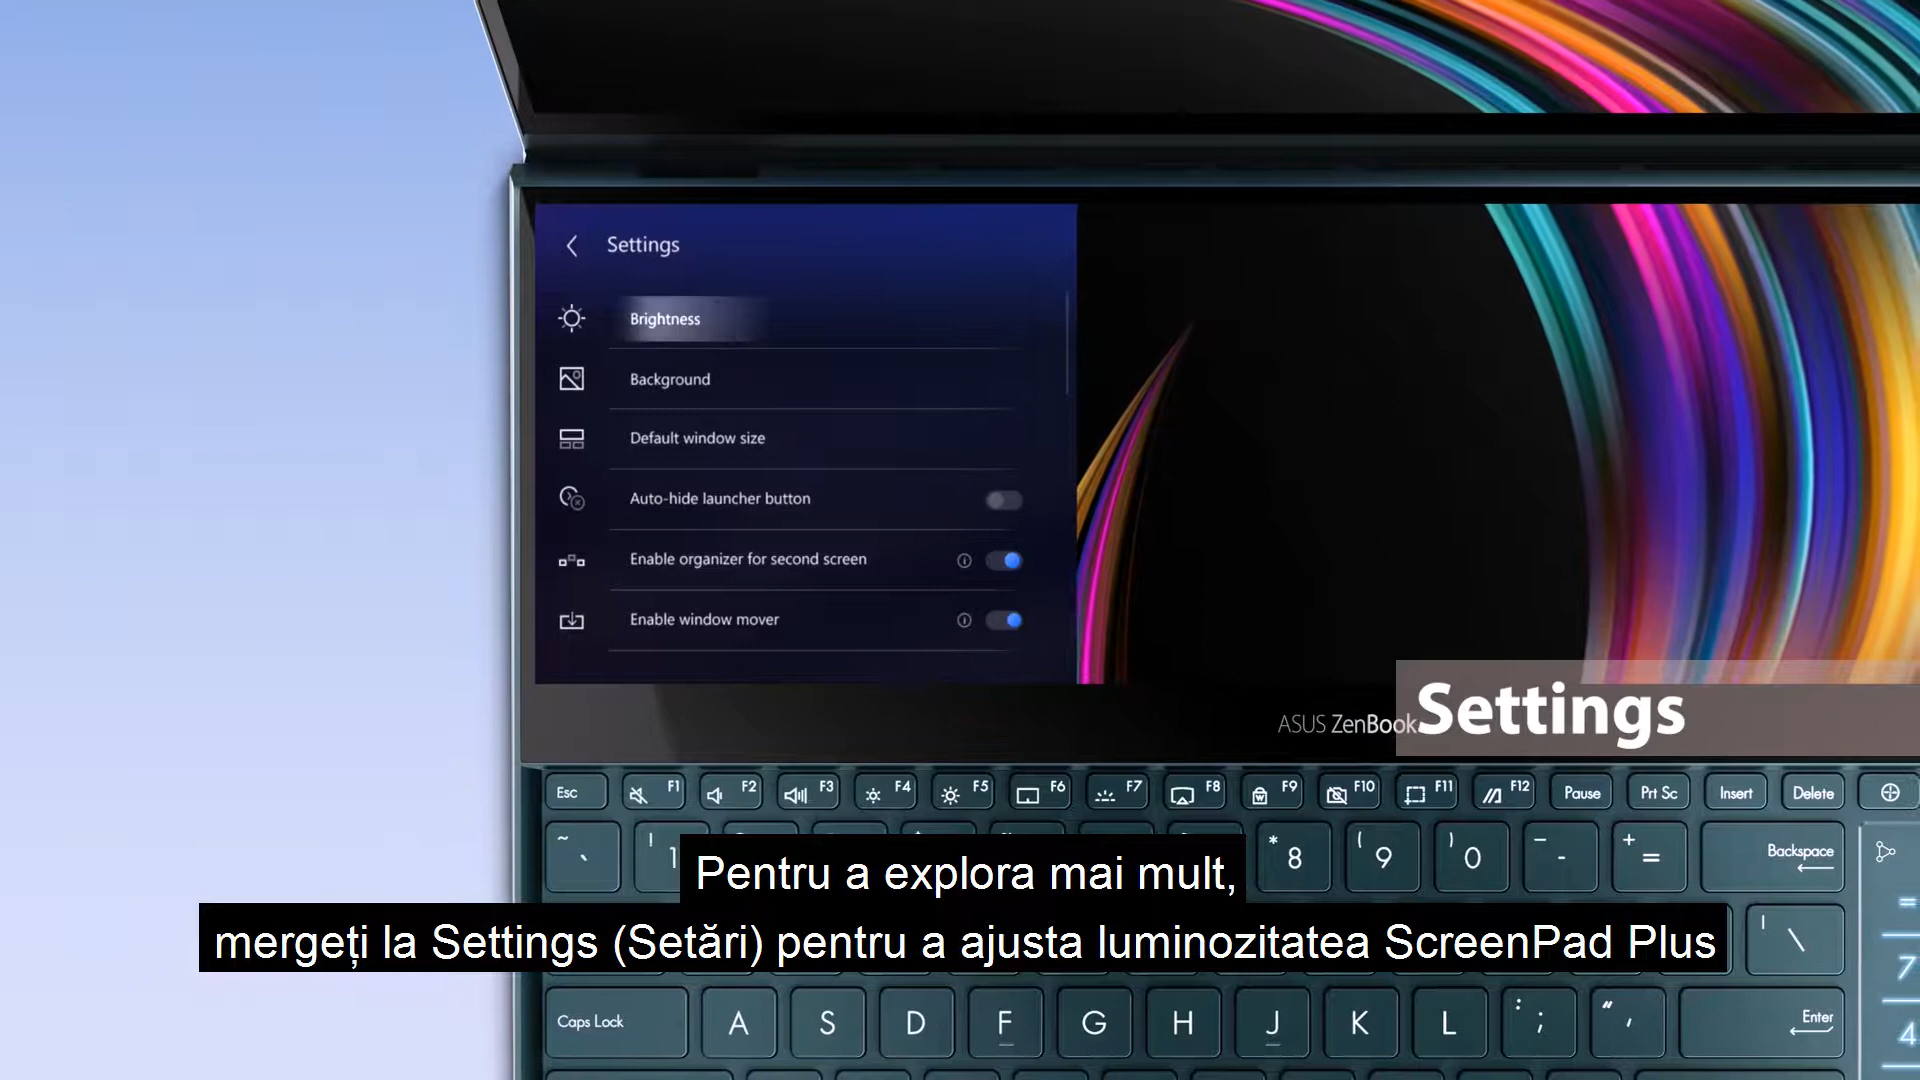 Settings
Brightness
Background
Default window size
Auto-hide launcher button
Enable organizer for second screen
Enable window mover
ASUS ZenBook
Settings
Esc F1 F2 F3 F4 F5 F6 F7 F8 F9 F10 F11 F12 Pause Prt Sc Insert Delete
~ ` ! 1 * 8 ( 9 ) 0 - - + = Backspace
Pentru a explora mai mult,
mergeți la Settings (Setări) pentru a ajusta luminozitatea ScreenPad Plus
| \ = 7
Caps Lock A S D F G H J K L : ; " ' Enter 4